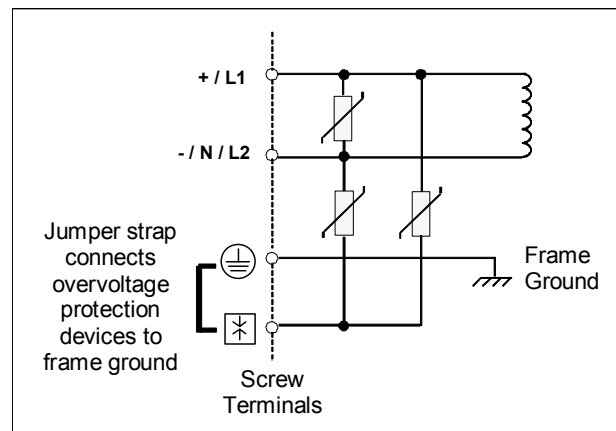 + / L1
- / N / L2
Jumper strap
connects
overvoltage
protection
devices to
frame ground
Frame
Ground
Screw
Terminals